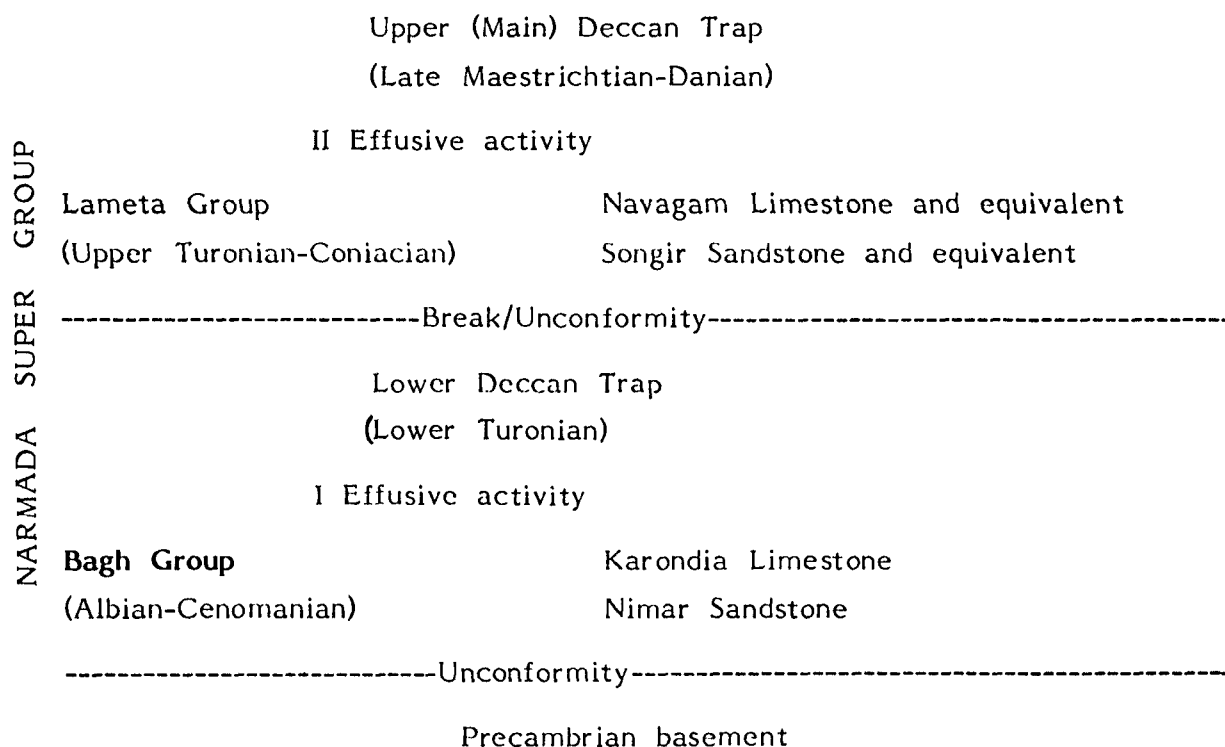 Upper (Main) Deccan Trap
(Late Maestrichtian-Danian)
II Effusive activity
NARMADA SUPER GROUP
Lameta Group Navagam Limestone and equivalent
(Upper Turonian-Coniacian) Songir Sandstone and equivalent
----------------------------Break/Unconformity----------------------------------------
Lower Deccan Trap
(Lower Turonian)
I Effusive activity
Bagh Group Karondia Limestone
(Albian-Cenomanian) Nimar Sandstone
-----------------------------Unconformity----------------------------------------------
Precambrian basement